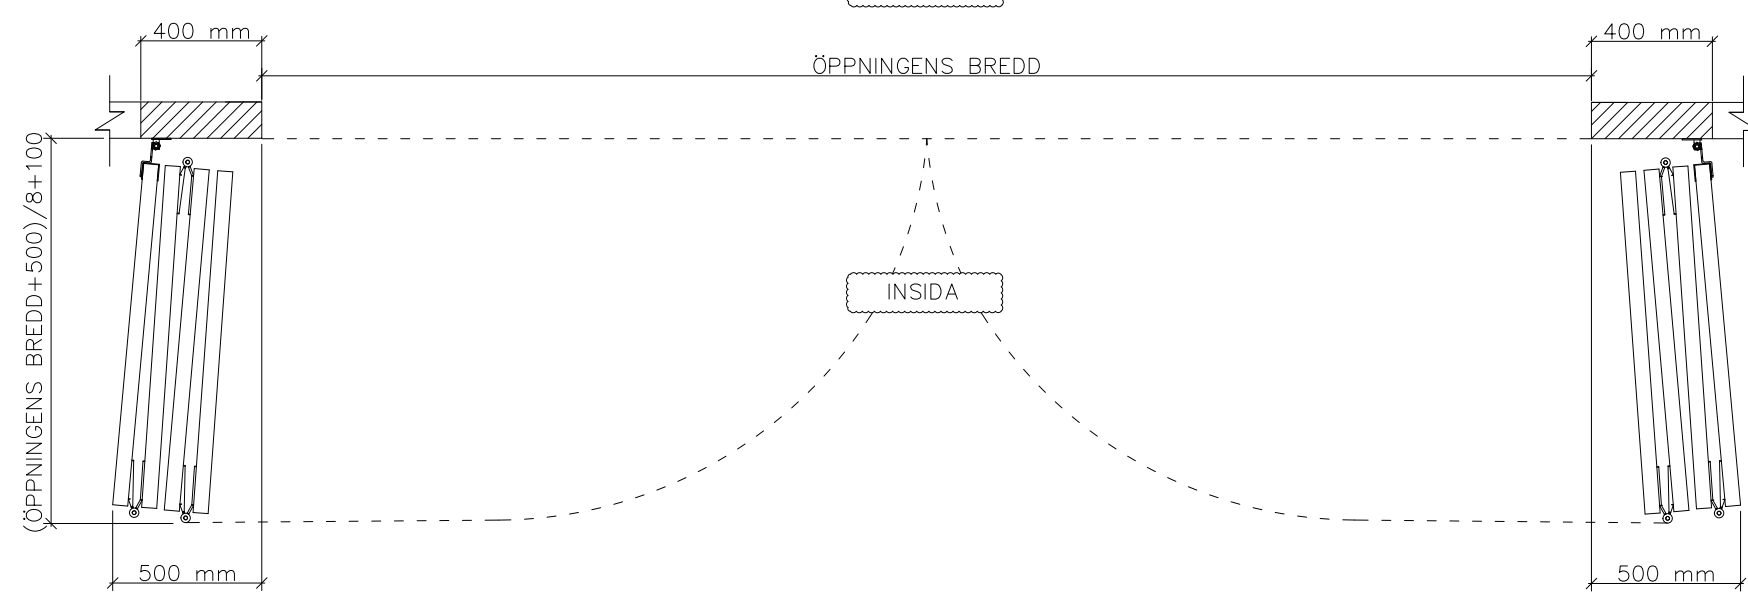 400 mm
400 mm
ÖPPNINGENS BREDD
(ÖPPNINGENS BREDD+500)/8+100
INSIDA
500 mm
500 mm